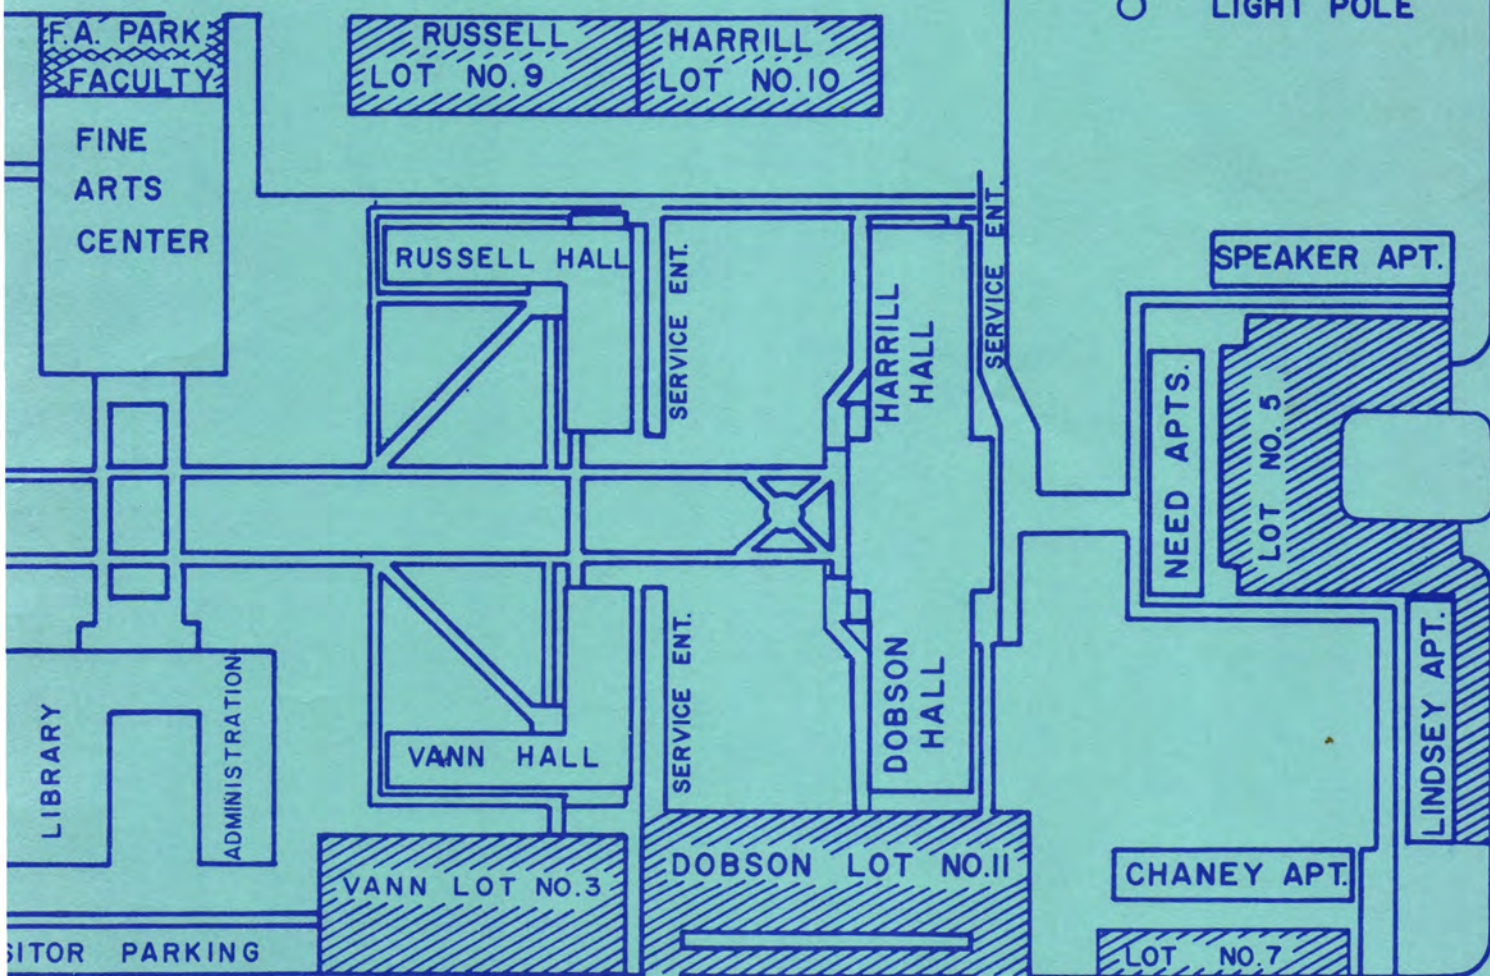 LIGHT POLE
F.A. PARK
FACULTY
RUSSELL
LOT NO.9
HARRILL
LOT NO.10
FINE
ARTS
CENTER
RUSSELL HALL
SERVICE ENT.
HARRILL
HALL
SERVICE ENT.
SPEAKER APT.
NEED APTS.
LOT NO. 5
LIBRARY
ADMINISTRATION
VANN HALL
SERVICE ENT.
DOBSON
HALL
LINDSEY APT.
VANN LOT NO.3
DOBSON LOT NO.11
CHANEY APT.
SITOR PARKING
LOT NO.7